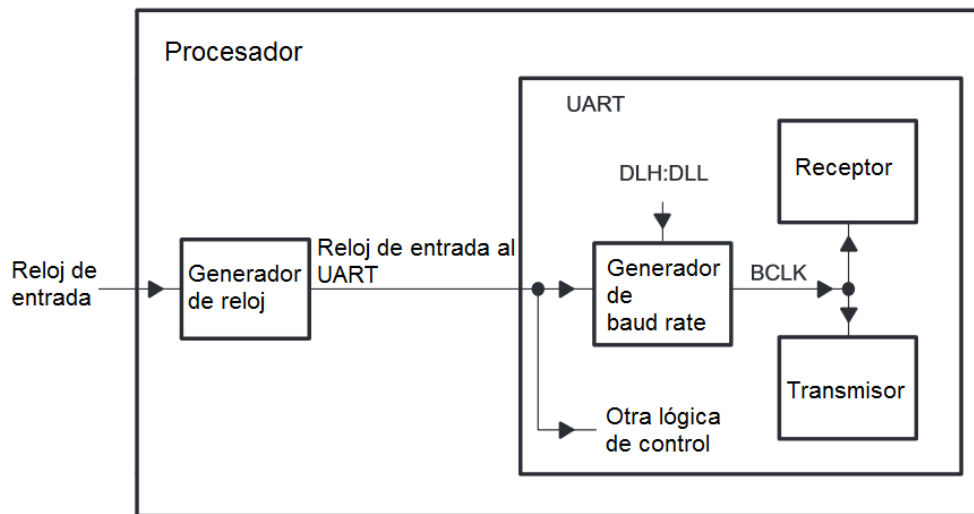 Procesador
UART
DLH:DLL
Receptor
Reloj de
entrada
Generador
de reloj
Reloj de entrada al
UART
Generador
de
baud rate
BCLK
Transmisor
Otra lógica
de control